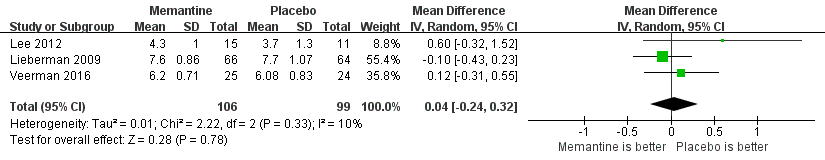 Memantine Placebo Mean Difference Mean Difference
Study or Subgroup Mean SD Total Mean SD Total Weight IV, Random, 95% CI IV, Random, 95% CI
Lee 2012 4.3 1 15 3.7 1.3 11 8.8% 0.60 [-0.32, 1.52]
Lieberman 2009 7.6 0.86 66 7.7 1.07 64 55.4% -0.10 [-0.43, 0.23]
Veerman 2016 6.2 0.71 25 6.08 0.83 24 35.8% 0.12 [-0.31, 0.55]
Total (95% CI) 106 99 100.0% 0.04 [-0.24, 0.32]
Heterogeneity: Tau² = 0.01; Chi² = 2.22, df = 2 (P = 0.33); I² = 10%
Test for overall effect: Z = 0.28 (P = 0.78)
-1 -0.5 0 0.5 1
Memantine is better Placebo is better